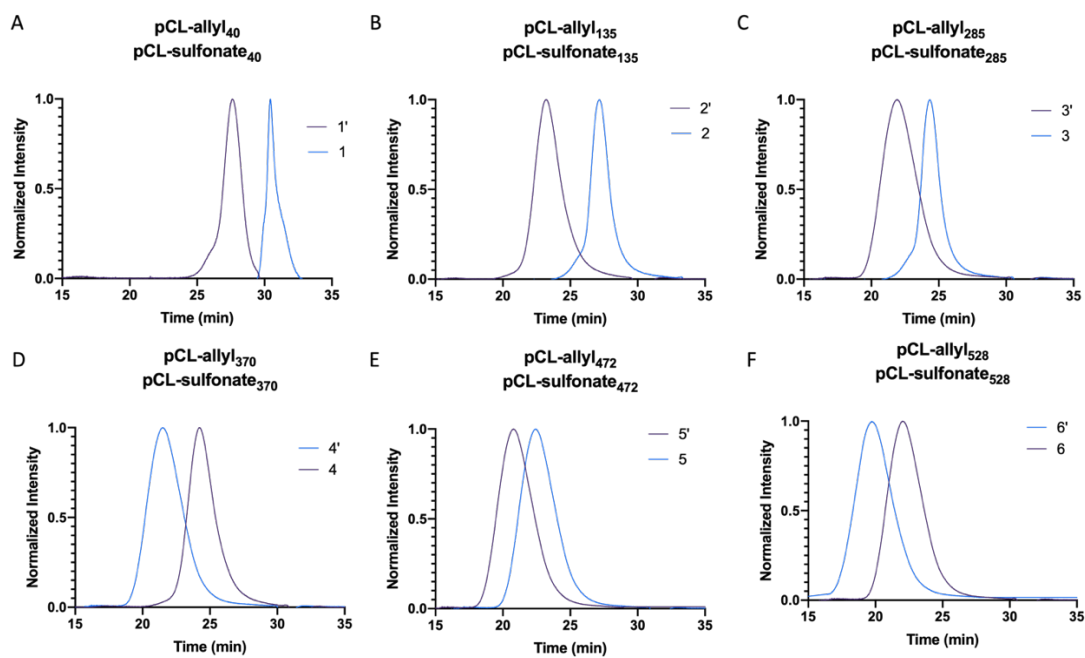 A
pCL-allyl40
pCL-sulfonate40
Normalized Intensity
1.0
0.5
0.0
15 20 25 30 35
Time (min)
1'
1
B
pCL-allyl135
pCL-sulfonate135
Normalized Intensity
1.0
0.5
0.0
15 20 25 30 35
Time (min)
2'
2
C
pCL-allyl285
pCL-sulfonate285
Normalized Intensity
1.0
0.5
0.0
15 20 25 30 35
Time (min)
3'
3
D
pCL-allyl370
pCL-sulfonate370
Normalized Intensity
1.0
0.5
0.0
15 20 25 30 35
Time (min)
4'
4
E
pCL-allyl472
pCL-sulfonate472
Normalized Intensity
1.0
0.5
0.0
15 20 25 30 35
Time (min)
5'
5
F
pCL-allyl528
pCL-sulfonate528
Normalized Intensity
1.0
0.5
0.0
15 20 25 30 35
Time (min)
6'
6